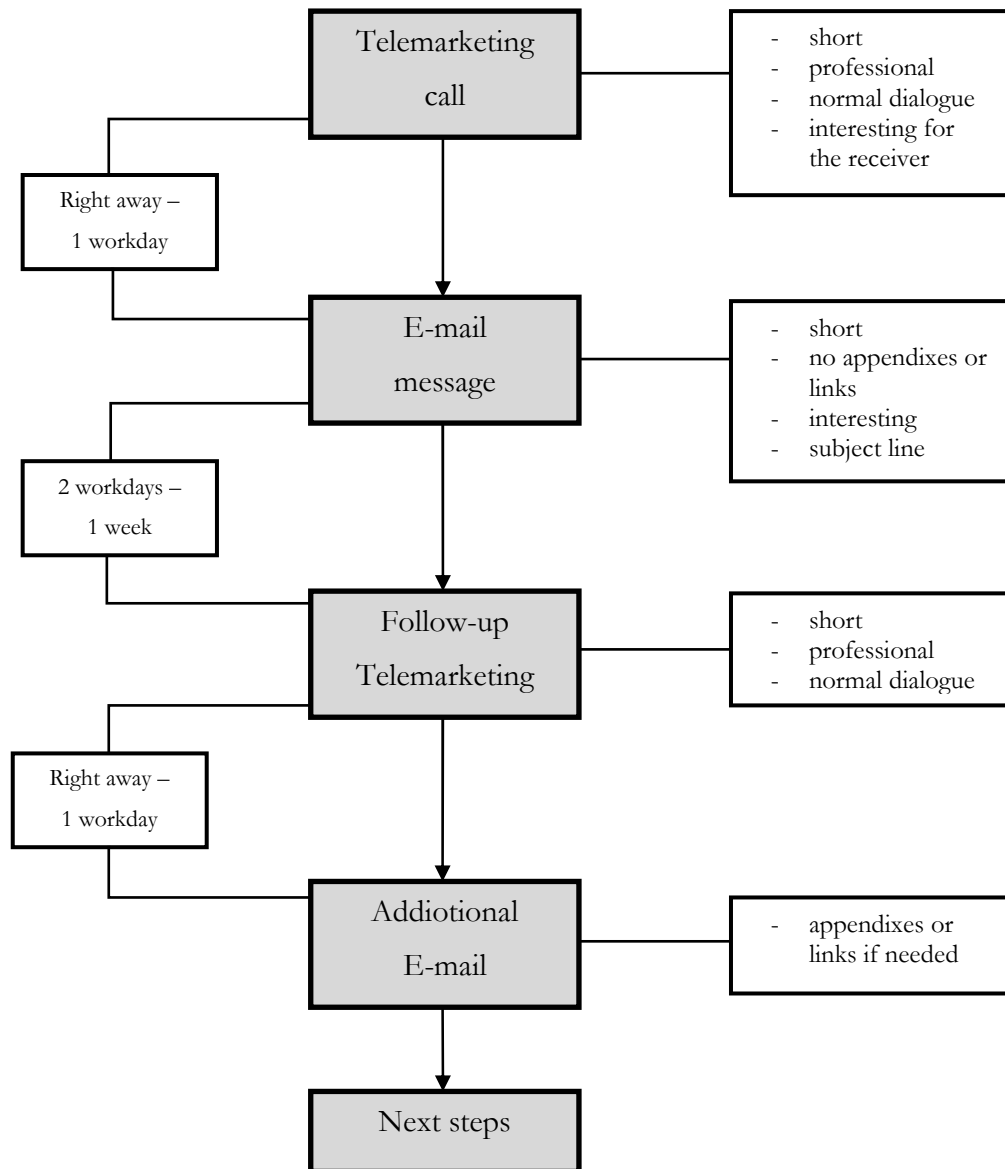 Telemarketing
call
- short
- professional
- normal dialogue
- interesting for
the receiver
Right away –
1 workday
E-mail
message
- short
- no appendixes or
links
- interesting
- subject line
2 workdays –
1 week
Follow-up
Telemarketing
- short
- professional
- normal dialogue
Right away –
1 workday
Addiotional
E-mail
- appendixes or
links if needed
Next steps